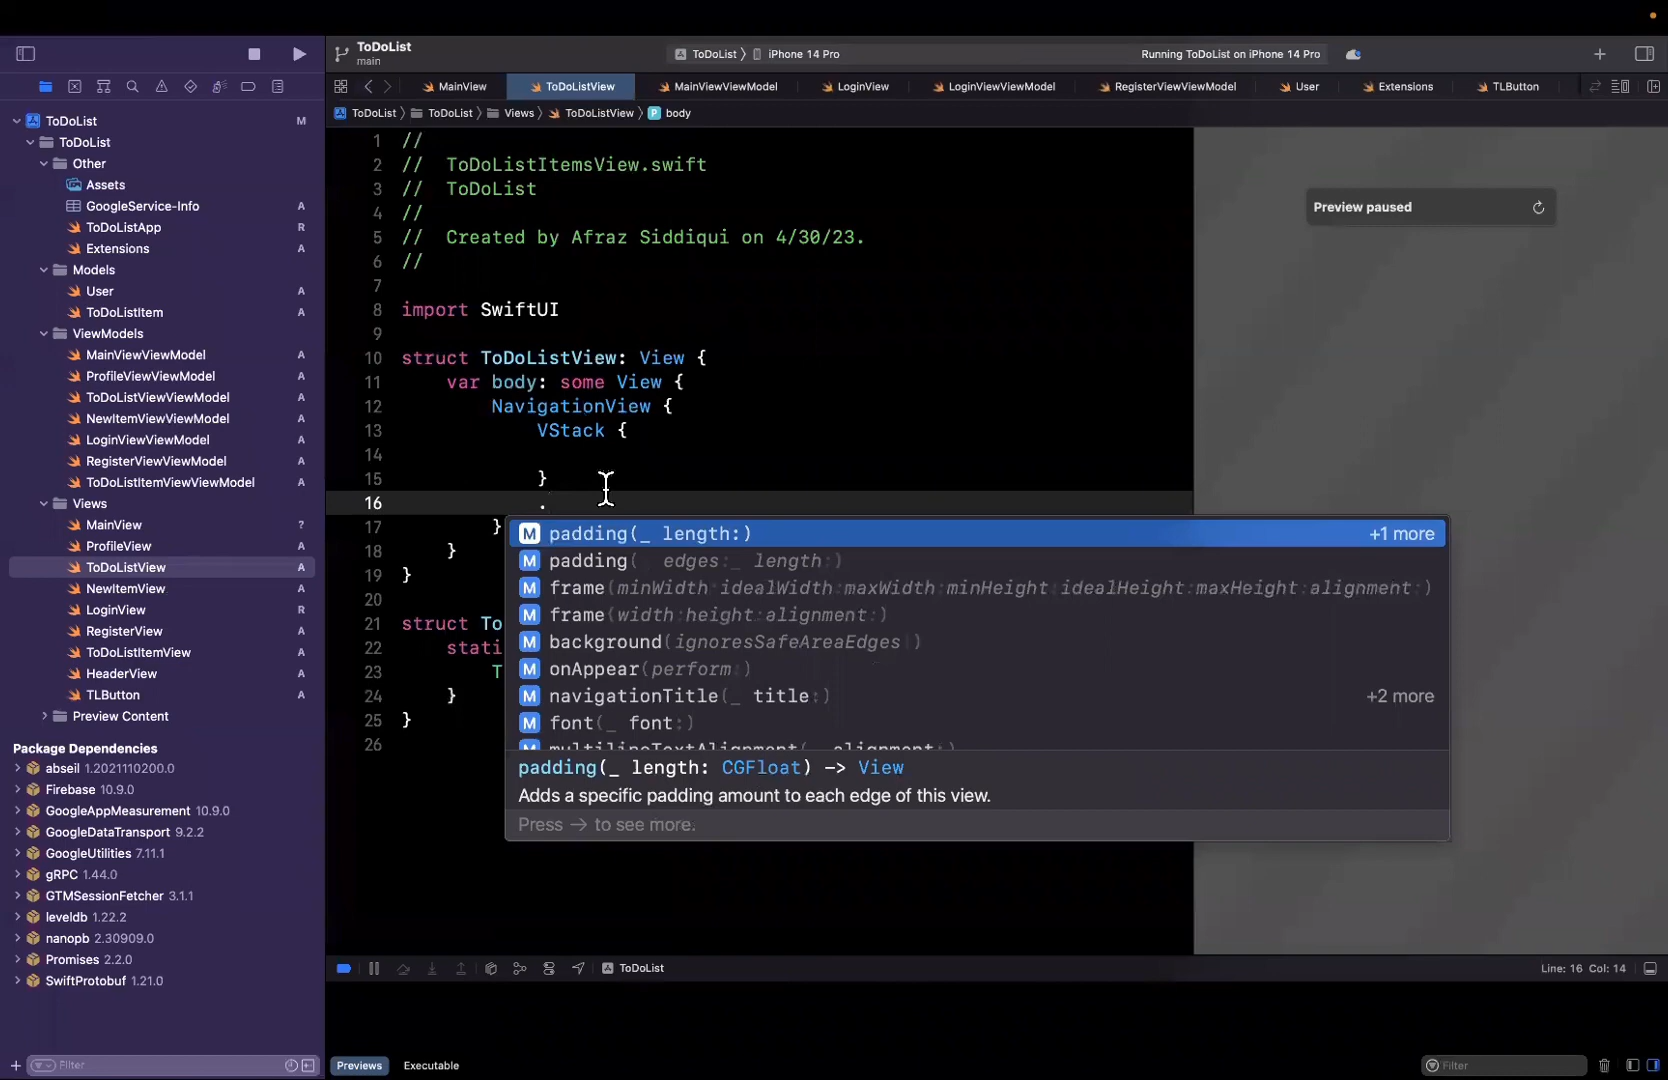 ToDoList
main
ToDoList
iPhone 14 Pro
Running ToDoList on iPhone 14 Pro
MainView
ToDoListView
MainViewViewModel
LoginView
LoginViewViewModel
RegisterViewModel
User
Extensions
TLButton
ToDoList
ToDoList
Views
ToDoListView
P body
ToDoList M
ToDoList
Other
Assets
GoogleService-Info A
ToDoListApp R
Extensions A
Models
User A
ToDoListItem A
ViewModels
MainViewViewModel A
ProfileViewViewModel A
ToDoListViewViewModel A
NewItemViewViewModel A
LoginViewViewModel A
RegisterViewViewModel A
ToDoListItemViewViewModel A
Views
MainView ?
ProfileView A
ToDoListView A
NewItemView A
LoginView R
RegisterView A
ToDoListItemView A
HeaderView A
TLButton A
Preview Content
Package Dependencies
abseil 1.2021110200.0
Firebase 10.9.0
GoogleAppMeasurement 10.9.0
GoogleDataTransport 9.2.2
GoogleUtilities 7.11.1
gRPC 1.44.0
GTMSessionFetcher 3.1.1
leveldb 1.22.2
nanopb 2.30909.0
Promises 2.2.0
SwiftProtobuf 1.21.0
Filter
1 //
2 // ToDoListItemsView.swift
3 // ToDoList
4 //
5 // Created by Afraz Siddiqui on 4/30/23.
6 //
7
8 import SwiftUI
9
10 struct ToDoListView: View {
11 var body: some View {
12 NavigationView {
13 VStack {
14
15 }
16 .
17 }
18 }
19 }
20
21 struct To
22 stati
23 T
24 }
25 }
26
M padding(_ length:) +1 more
M padding(_ edges:_ length:)
M frame(minWidth:idealWidth:maxWidth:minHeight:idealHeight:maxHeight:alignment:)
M frame(width:height:alignment:)
M background(ignoresSafeAreaEdges:)
M onAppear(perform:)
M navigationTitle(_ title:) +2 more
M font(_ font:)
M multilineTextAlignment(_ alignment:)
padding(_ length: CGFloat) -> View
Adds a specific padding amount to each edge of this view.
Press → to see more.
Preview paused
ToDoList
Line: 16 Col: 14
Previews
Executable
Filter